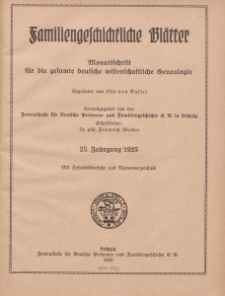 Familiengeschichtliche Blätter
Monatsschrift
für die gesamte deutsche wissenschaftliche Genealogie
Begründet von Otto von Dassel
Herausgegeben von der
Zentralstelle für Deutsche Personen- und Familiengeschichte E. V. in Leipzig
Schriftleiter:
Dr. phil. Friedrich Wecken
23. Jahrgang 1925
Mit Inhaltsübersicht und Namenverzeichnis
Leipzig
Zentralstelle für Deutsche Personen- und Familiengeschichte E. V.
1925